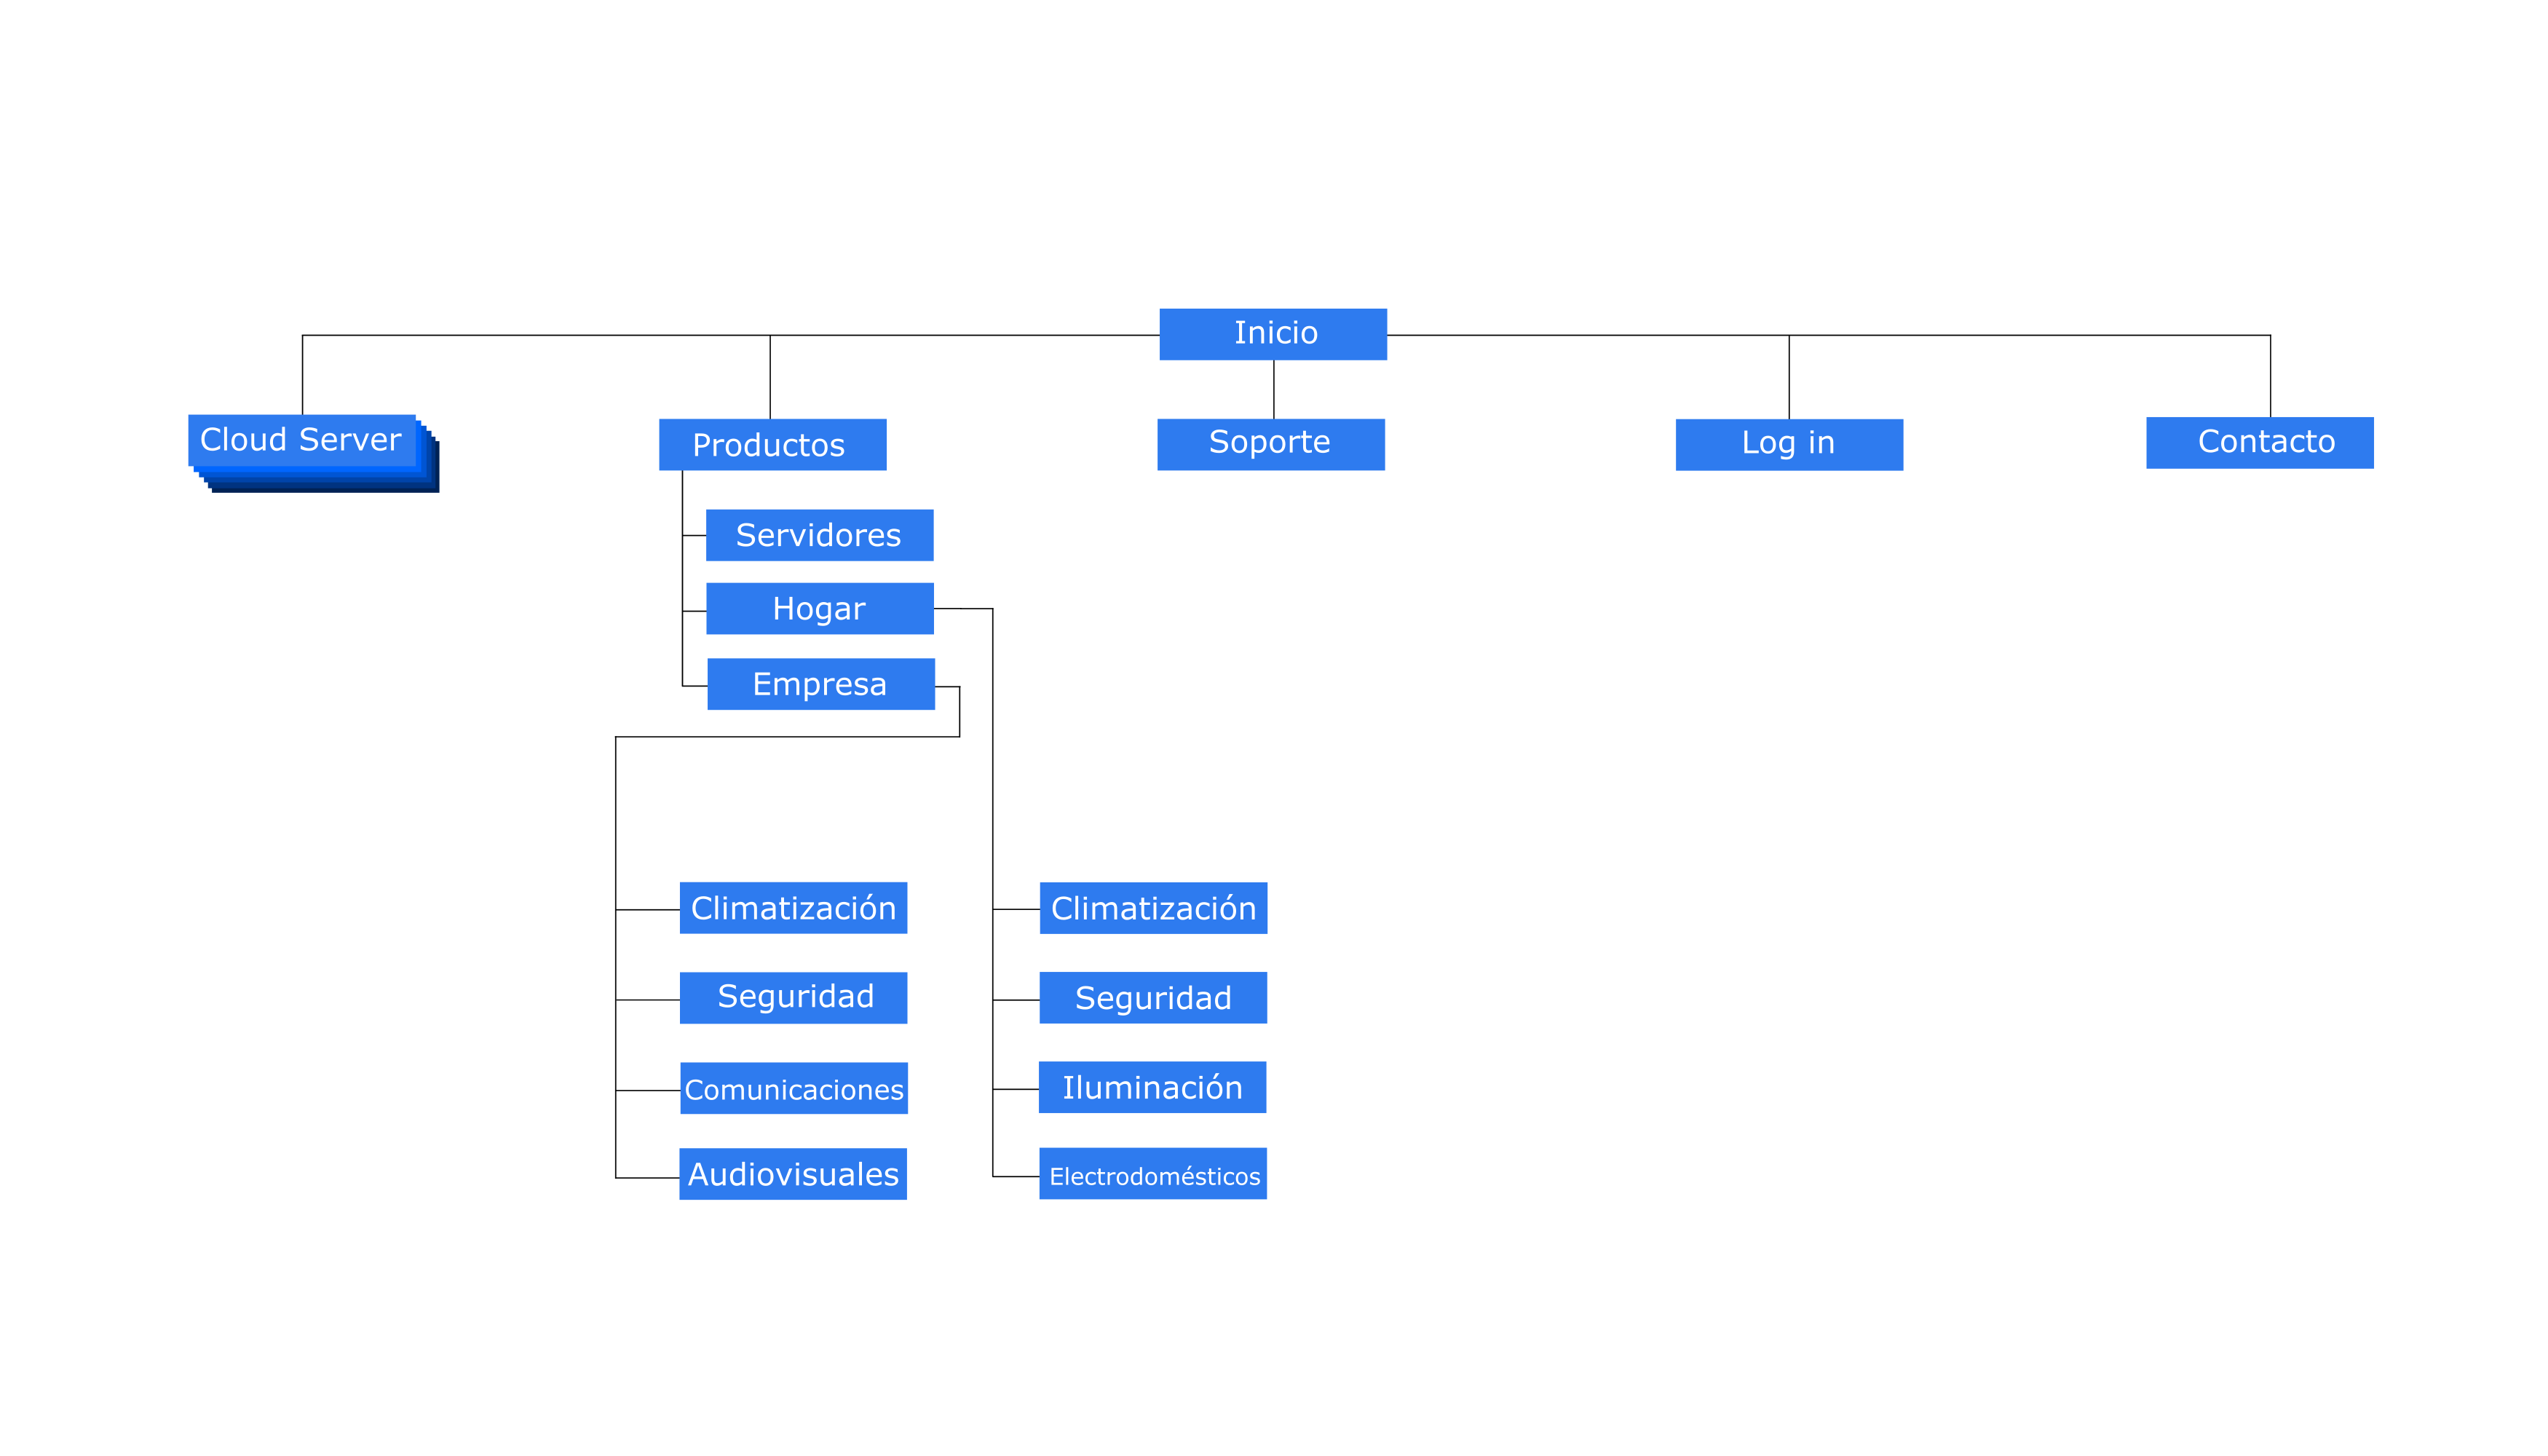 Inicio
Cloud Server
Productos
Soporte
Log in
Contacto
Servidores
Hogar
Empresa
Climatización
Climatización
Seguridad
Seguridad
Comunicaciones
Iluminación
Audiovisuales
Electrodomésticos